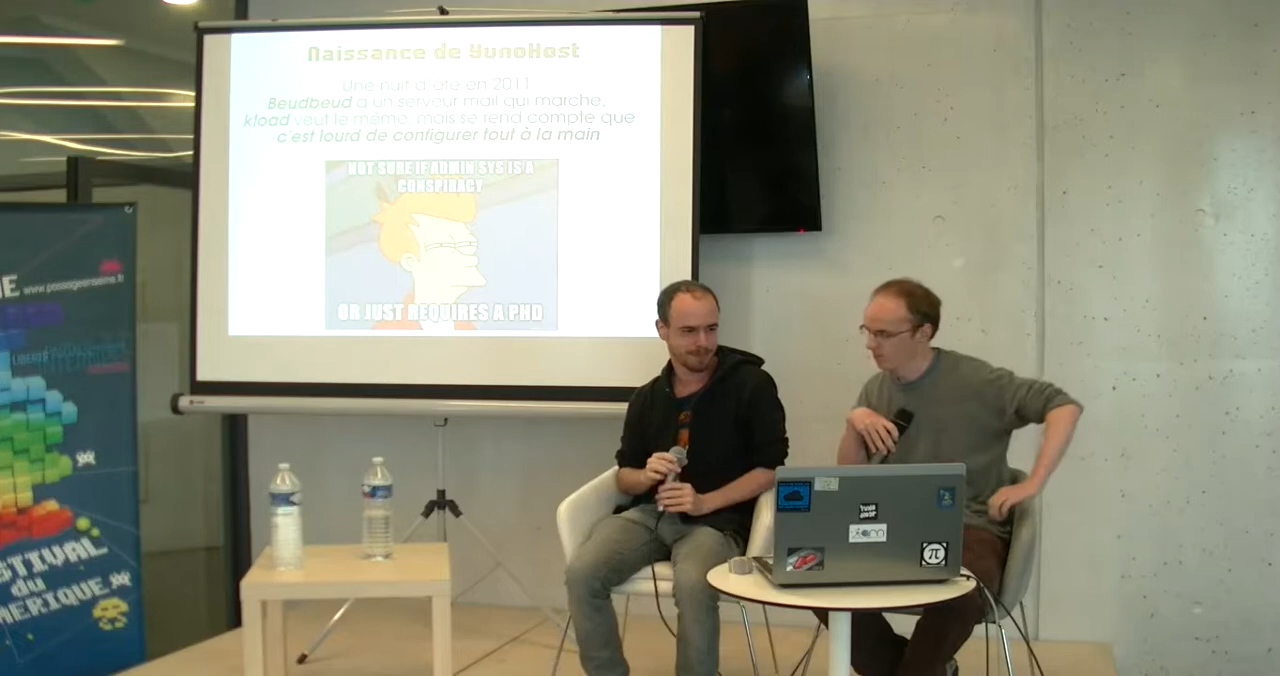 Naissance de YunoHost
Une nuit d'été en 2011
Beudbeud a un serveur mail qui marche,
kload veut le même, mais se rend compte que
c'est lourd de configurer tout à la main
NOT SURE IF ADMIN SYS IS A
CONSPIRACY
OR JUST REQUIRES A PHD
www.passageenseine.fr
STIVAL
du
MERIQUE
π